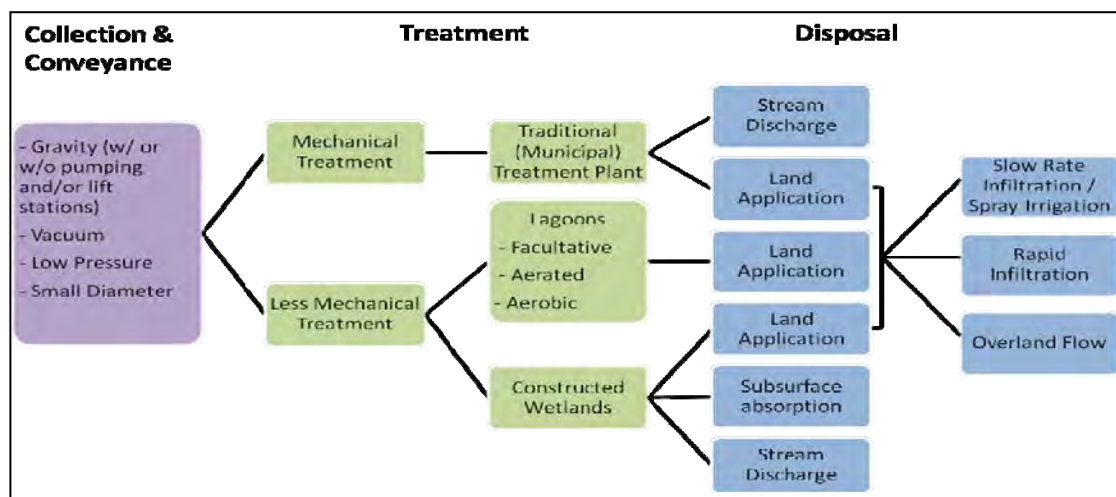 Collection &
Conveyance
Treatment
Disposal
- Gravity (w/ or
w/o pumping
and/or lift
stations)
- Vacuum
- Low Pressure
- Small Diameter
Mechanical
Treatment
Less Mechanical
Treatment
Traditional
(Municipal)
Treatment Plant
Lagoons
- Facultative
- Aerated
- Aerobic
Constructed
Wetlands
Stream
Discharge
Land
Application
Land
Application
Land
Application
Subsurface
absorption
Stream
Discharge
Slow Rate
Infiltration /
Spray Irrigation
Rapid
Infiltration
Overland Flow